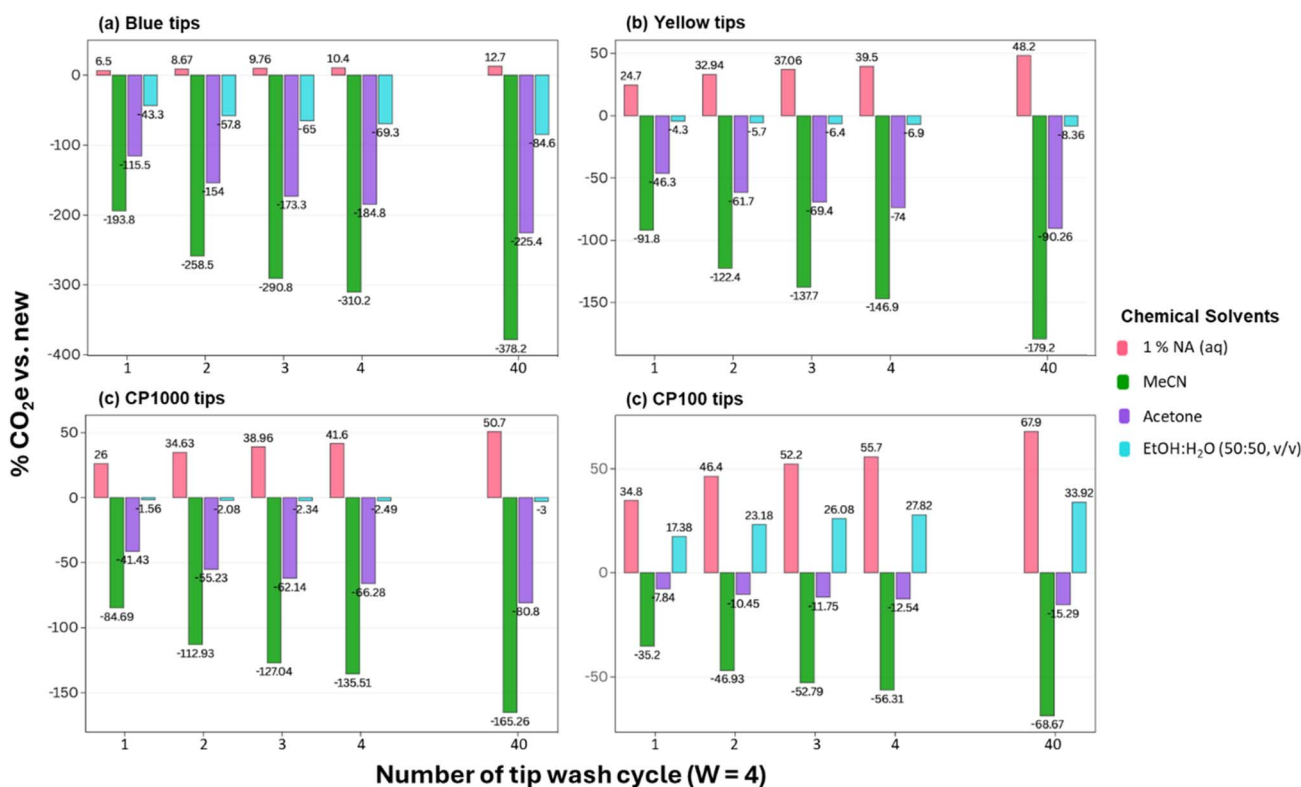 (a) Blue tips
6.5 8.67 9.76 10.4 12.7
0
-43.3 -57.8 -65 -69.3 -84.6
-100
-115.5 -154 -173.3 -184.8 -225.4
-200
-193.8 -258.5 -290.8 -310.2 -378.2
-300
-400
1 2 3 4 40
(b) Yellow tips
50
24.7 32.94 37.06 39.5 48.2
0
-4.3 -5.7 -6.4 -6.9 -8.36
-50
-46.3 -61.7 -69.4 -74 -90.26
-100
-91.8 -122.4 -137.7 -146.9 -179.2
-150
1 2 3 4 40
% CO₂e vs. new
(c) CP1000 tips
50
26 34.63 38.96 41.6 50.7
0
-1.56 -2.08 -2.34 -2.49 -3
-50
-41.43 -55.23 -62.14 -66.28 -80.8
-100
-84.69 -112.93 -127.04 -135.51 -165.26
-150
1 2 3 4 40
(c) CP100 tips
50
34.8 46.4 52.2 55.7 67.9
17.38 23.18 26.08 27.82 33.92
0
-7.84 -10.45 -11.75 -12.54 -15.29
-50
-35.2 -46.93 -52.79 -56.31 -68.67
1 2 3 4 40
Number of tip wash cycle (W = 4)
Chemical Solvents
1 % NA (aq)
MeCN
Acetone
EtOH:H₂O (50:50, v/v)